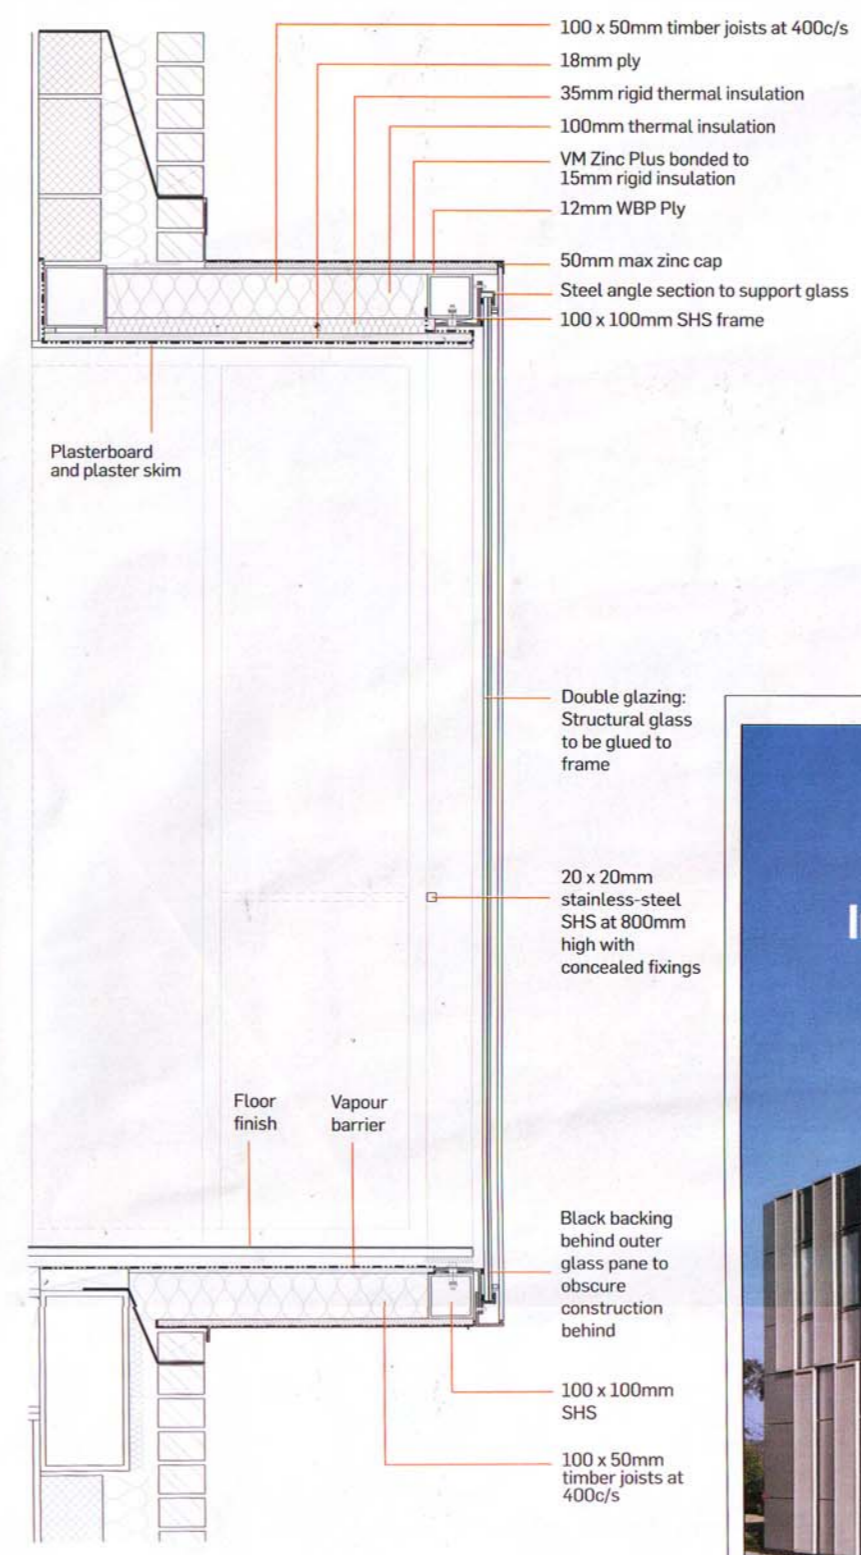 100 x 50mm timber joists at 400c/s
18mm ply
35mm rigid thermal insulation
100mm thermal insulation
VM Zinc Plus bonded to
15mm rigid insulation
12mm WBP Ply
50mm max zinc cap
Steel angle section to support glass
100 x 100mm SHS frame
Plasterboard
and plaster skim
Double glazing:
Structural glass
to be glued to
frame
20 x 20mm
stainless-steel
SHS at 800mm
high with
concealed fixings
Floor
finish
Vapour
barrier
Black backing
behind outer
glass pane to
obscure
construction
behind
100 x 100mm
SHS
100 x 50mm
timber joists at
400c/s